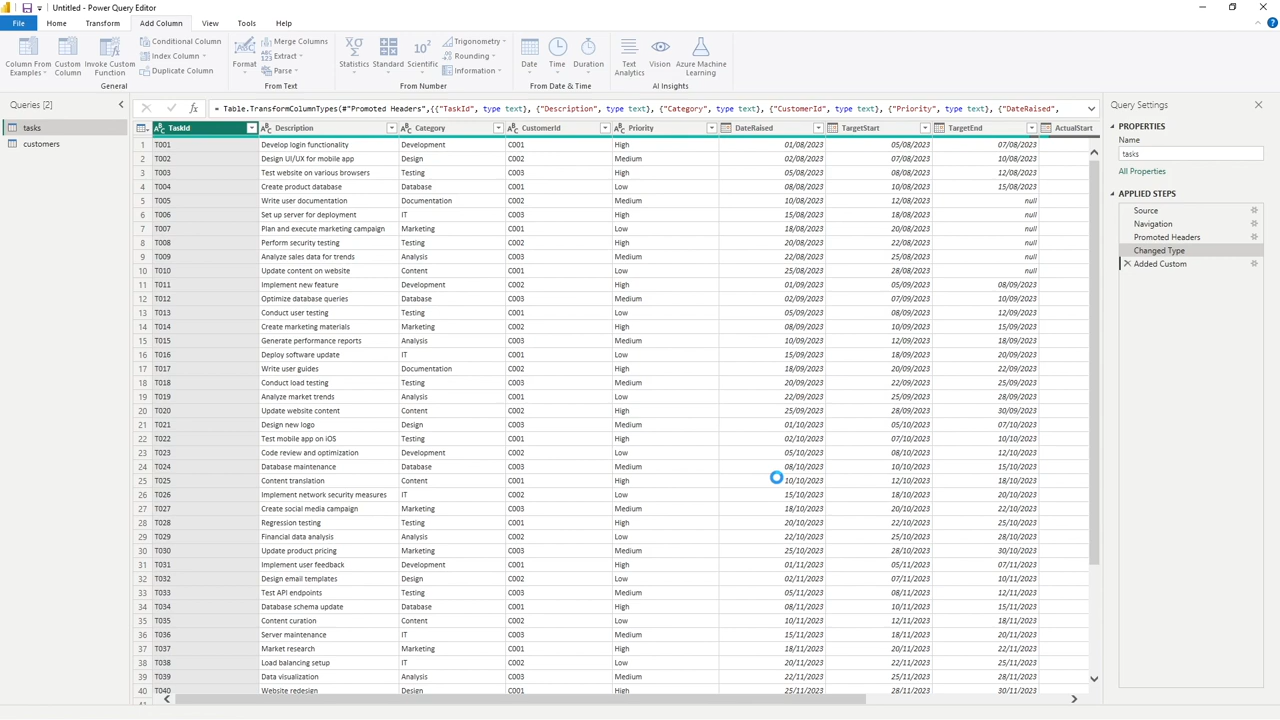 Untitled - Power Query Editor
File Home Transform Add Column View Tools Help
Column From Examples Custom Column Invoke Custom Function Conditional Column Index Column Duplicate Column General
Format Merge Columns Extract Parse From Text
Statistics Standard Scientific Trigonometry Rounding Information From Number
Date Time Duration From Date & Time
Text Analytics Vision Azure Machine Learning AI Insights
Queries [2]
tasks
customers
= Table.TransformColumnTypes(#"Promoted Headers",{{"TaskId", type text}, {"Description", type text}, {"Category", type text}, {"CustomerId", type text}, {"Priority", type text}, {"DateRaised",
TaskId Description Category CustomerId Priority DateRaised TargetStart TargetEnd ActualStart
1 T001 Develop login functionality Development C001 High 01/08/2023 05/08/2023 07/08/2023
2 T002 Design UI/UX for mobile app Design C002 Medium 02/08/2023 07/08/2023 10/08/2023
3 T003 Test website on various browsers Testing C003 High 05/08/2023 08/08/2023 12/08/2023
4 T004 Create product database Database C001 Low 08/08/2023 10/08/2023 15/08/2023
5 T005 Write user documentation Documentation C002 Medium 10/08/2023 12/08/2023 null
6 T006 Set up server for deployment IT C003 High 15/08/2023 18/08/2023 null
7 T007 Plan and execute marketing campaign Marketing C001 Low 18/08/2023 20/08/2023 null
8 T008 Perform security testing Testing C002 High 20/08/2023 22/08/2023 null
9 T009 Analyze sales data for trends Analysis C003 Medium 22/08/2023 25/08/2023 null
10 T010 Update content on website Content C001 Low 25/08/2023 28/08/2023 null
11 T011 Implement new feature Development C002 High 01/09/2023 05/09/2023 08/09/2023
12 T012 Optimize database queries Database C003 Medium 02/09/2023 07/09/2023 10/09/2023
13 T013 Conduct user testing Testing C001 Low 05/09/2023 08/09/2023 12/09/2023
14 T014 Create marketing materials Marketing C002 High 08/09/2023 10/09/2023 15/09/2023
15 T015 Generate performance reports Analysis C003 Medium 10/09/2023 12/09/2023 18/09/2023
16 T016 Deploy software update IT C001 Low 15/09/2023 18/09/2023 20/09/2023
17 T017 Write user guides Documentation C002 High 18/09/2023 20/09/2023 22/09/2023
18 T018 Conduct load testing Testing C003 Medium 20/09/2023 22/09/2023 25/09/2023
19 T019 Analyze market trends Analysis C001 Low 22/09/2023 25/09/2023 28/09/2023
20 T020 Update website content Content C002 High 25/09/2023 28/09/2023 30/09/2023
21 T021 Design new logo Design C003 Medium 01/10/2023 05/10/2023 07/10/2023
22 T022 Test mobile app on iOS Testing C001 High 02/10/2023 07/10/2023 10/10/2023
23 T023 Code review and optimization Development C002 Low 05/10/2023 08/10/2023 12/10/2023
24 T024 Database maintenance Database C003 Medium 08/10/2023 10/10/2023 15/10/2023
25 T025 Content translation Content C001 High 10/10/2023 12/10/2023 18/10/2023
26 T026 Implement network security measures IT C002 Low 15/10/2023 18/10/2023 20/10/2023
27 T027 Create social media campaign Marketing C003 Medium 18/10/2023 20/10/2023 22/10/2023
28 T028 Regression testing Testing C001 High 20/10/2023 22/10/2023 25/10/2023
29 T029 Financial data analysis Analysis C002 Low 22/10/2023 25/10/2023 28/10/2023
30 T030 Update product pricing Marketing C003 Medium 25/10/2023 28/10/2023 30/10/2023
31 T031 Implement user feedback Development C001 High 01/11/2023 05/11/2023 07/11/2023
32 T032 Design email templates Design C002 Low 02/11/2023 07/11/2023 10/11/2023
33 T033 Test API endpoints Testing C003 Medium 05/11/2023 08/11/2023 12/11/2023
34 T034 Database schema update Database C001 High 08/11/2023 10/11/2023 15/11/2023
35 T035 Content curation Content C002 Low 10/11/2023 12/11/2023 18/11/2023
36 T036 Server maintenance IT C003 Medium 15/11/2023 18/11/2023 20/11/2023
37 T037 Market research Marketing C001 High 18/11/2023 20/11/2023 22/11/2023
38 T038 Load balancing setup IT C002 Low 20/11/2023 22/11/2023 25/11/2023
39 T039 Data visualization Analysis C003 Medium 22/11/2023 25/11/2023 28/11/2023
40 T040 Website redesign Design C001 High 25/11/2023 28/11/2023 30/11/2023
Query Settings
PROPERTIES
Name
tasks
All Properties
APPLIED STEPS
Source
Navigation
Promoted Headers
Changed Type
Added Custom